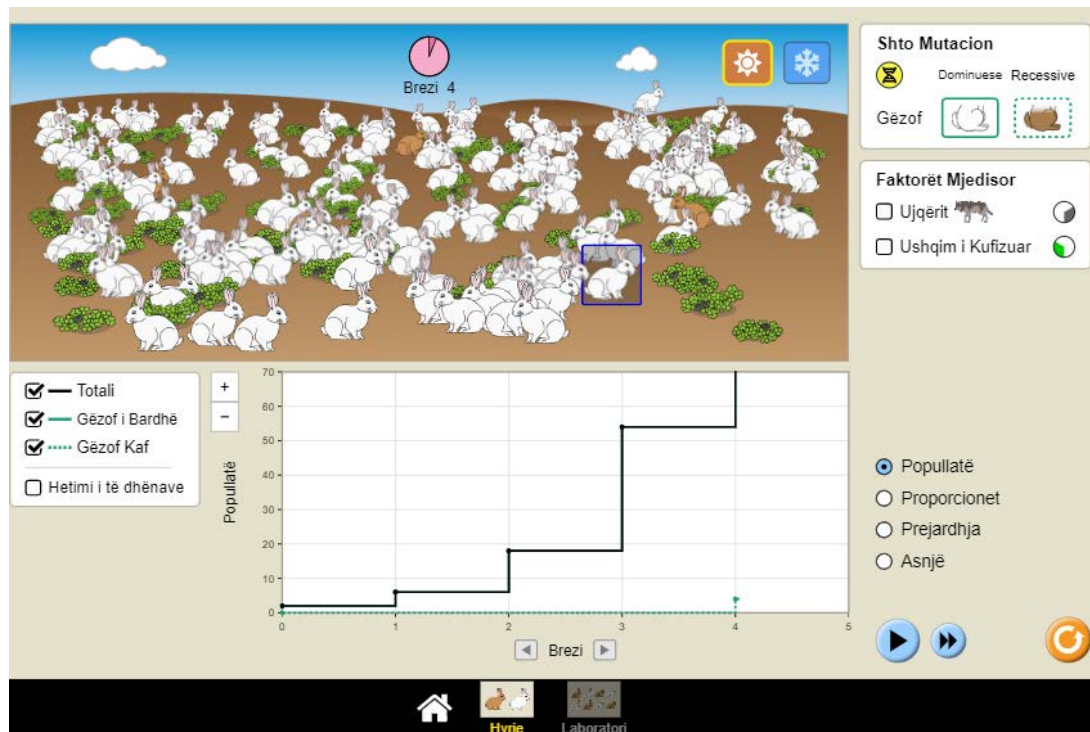 Brezi 4
Shto Mutacion
Dominuese Recessive
Gëzof
Faktorët Mjedisor
Ujqërit
Ushqim i Kufizuar
Totali
Gëzof i Bardhë
Gëzof Kaf
Hetimi i të dhënave
+
−
Popullatë
70
60
50
40
30
20
10
0
0 1 2 3 4 5
Brezi
Popullatë
Proporcionet
Prejardhja
Asnjë
Hyrje
Laboratori